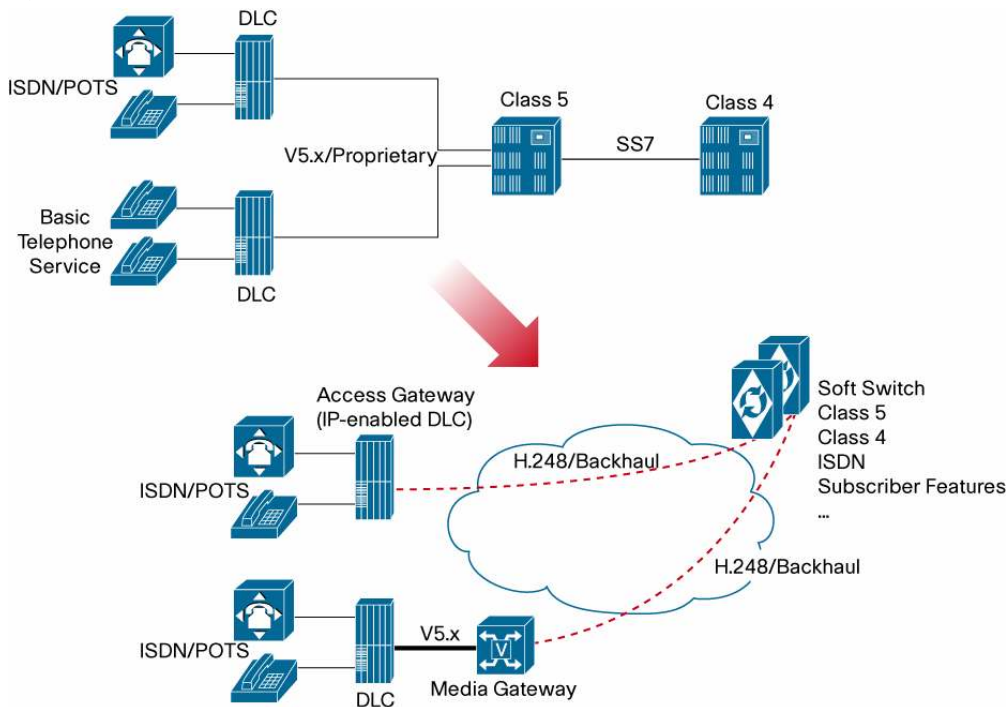 DLC
ISDN/POTS
Class 5
Class 4
SS7
V5.x/Proprietary
Basic
Telephone
Service
DLC
Access Gateway
(IP-enabled DLC)
Soft Switch
Class 5
Class 4
ISDN
Subscriber Features
...
H.248/Backhaul
ISDN/POTS
H.248/Backhaul
ISDN/POTS
V5.x
V
DLC
Media Gateway